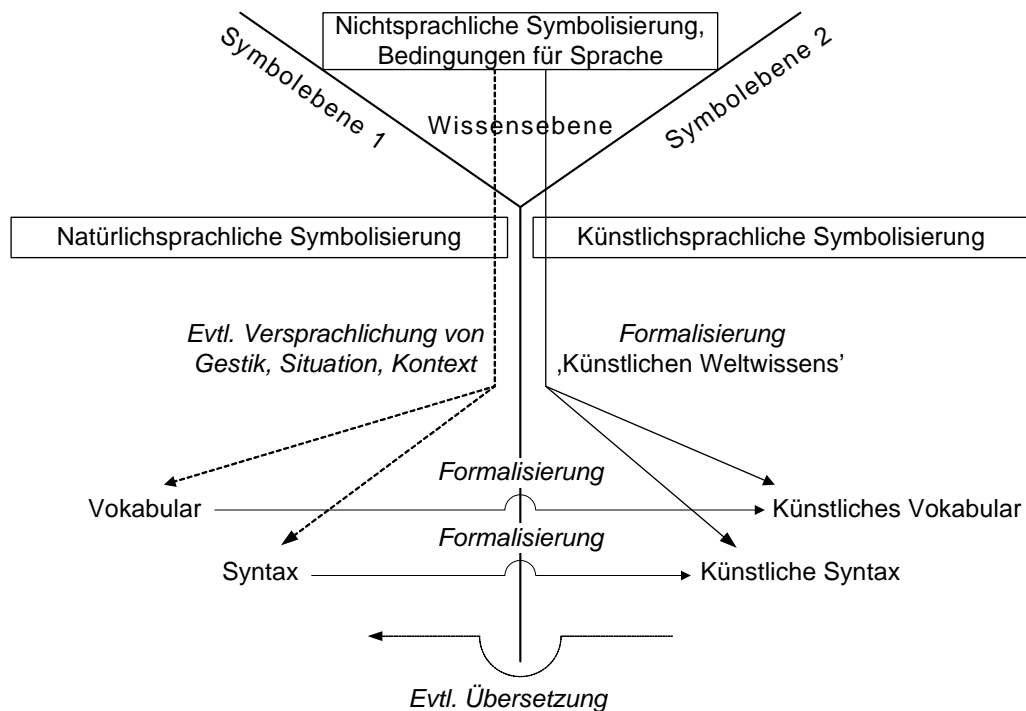 Nichtsprachliche Symbolisierung,
Bedingungen für Sprache
Symbolebene 1
Symbolebene 2
Wissensebene
Natürlichsprachliche Symbolisierung
Künstlichsprachliche Symbolisierung
Evtl. Versprachlichung von
Gestik, Situation, Kontext
Formalisierung
‚Künstlichen Weltwissens’
Formalisierung
Vokabular
Künstliches Vokabular
Formalisierung
Syntax
Künstliche Syntax
Evtl. Übersetzung